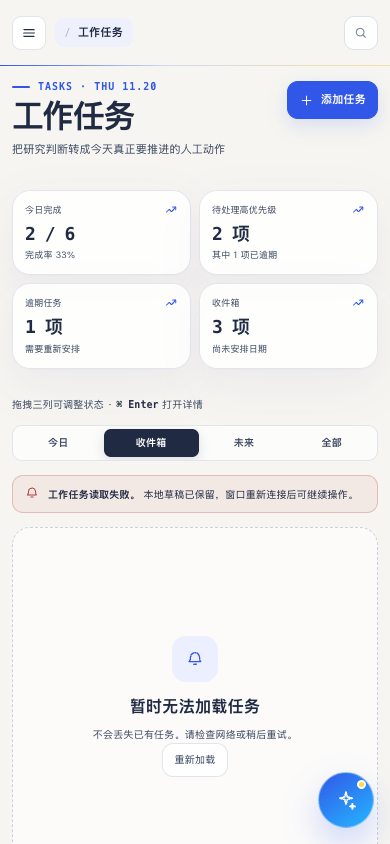 / 工作任务
TASKS · THU 11.20
工作任务
添加任务
把研究判断转成今天真正要推进的人工动作
今日完成
2 / 6
完成率 33%
待处理高优先级
2 项
其中 1 项已逾期
逾期任务
1 项
需要重新安排
收件箱
3 项
尚未安排日期
拖拽三列可调整状态 · ⌘ Enter 打开详情
今日
收件箱
未来
全部
工作任务读取失败。 本地草稿已保留，窗口重新连接后可继续操作。
暂时无法加载任务
不会丢失已有任务。请检查网络或稍后重试。
重新加载